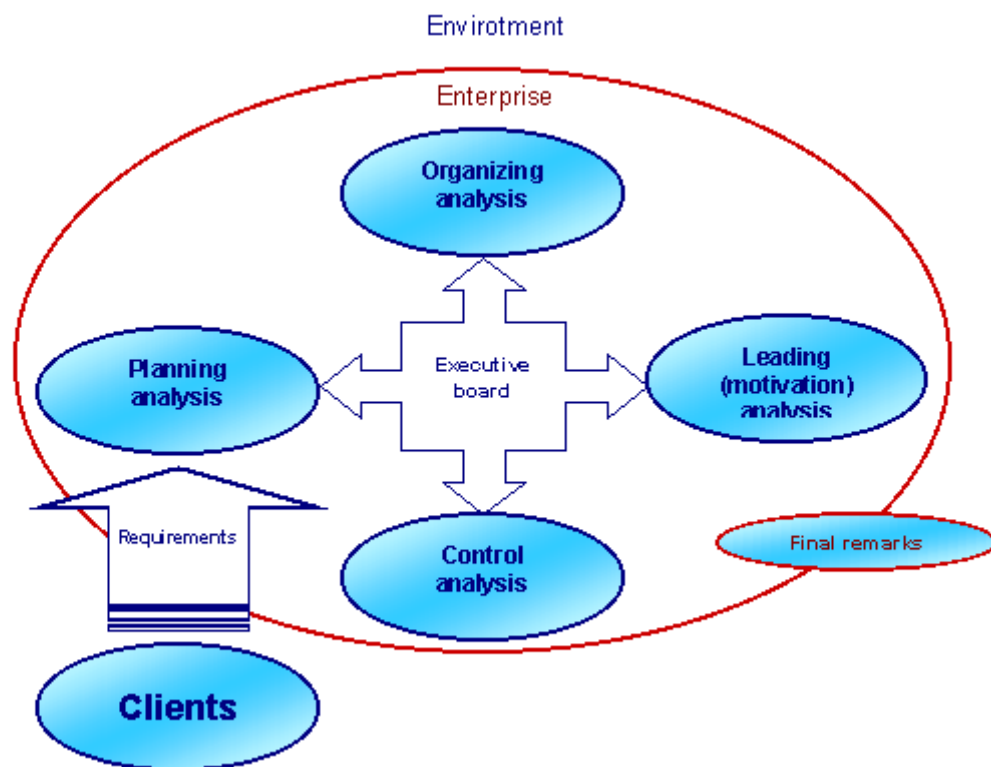 Envirotment
Enterprise
Organizing
analysis
Planning
analysis
Executive
board
Leading
(motivation)
analysis
Requirements
Control
analysis
Final remarks
Clients